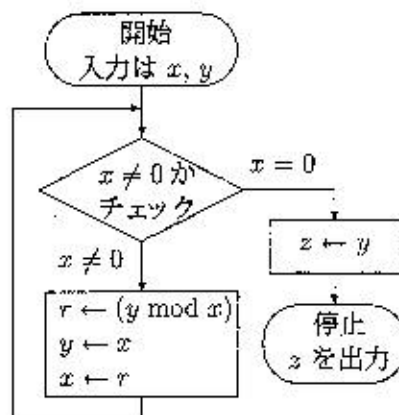 開始
入力は x, y
x ≠ 0 か
チェック
x = 0
x ≠ 0
z ← y
r ← (y mod x)
y ← x
x ← r
停止
z を出力